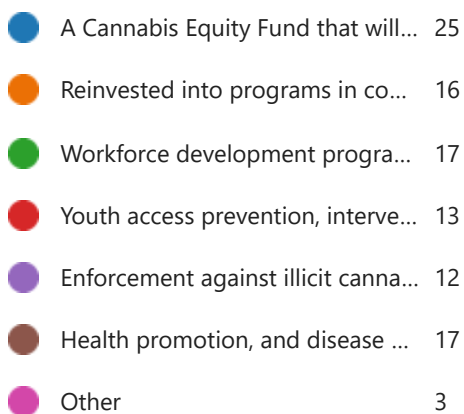 A Cannabis Equity Fund that will... 25
Reinvested into programs in co... 16
Workforce development progra... 17
Youth access prevention, interve... 13
Enforcement against illicit canna... 12
Health promotion, and disease ... 17
Other 3